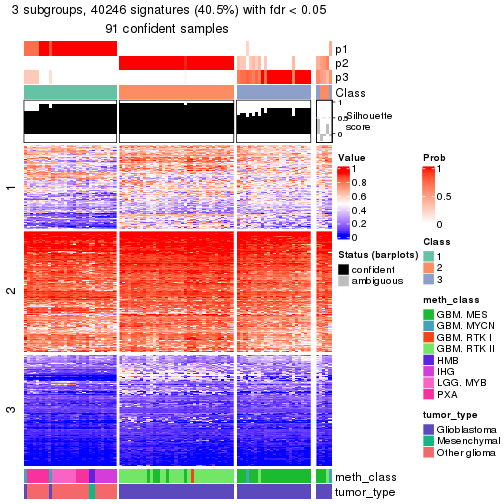 3 subgroups, 40246 signatures (40.5%) with fdr < 0.05
91 confident samples
p1
p2
p3
Class
1
0.5
0
Silhouette
score
1
2
3
meth_class
tumor_type
Value
1
0.8
0.6
0.4
0.2
0
Status (barplots)
confident
ambiguous
Prob
1
0.5
0
Class
1
2
3
meth_class
GBM. MES
GBM. MYCN
GBM. RTK I
GBM. RTK II
HMB
IHG
LGG. MYB
PXA
tumor_type
Glioblastoma
Mesenchymal
Other glioma